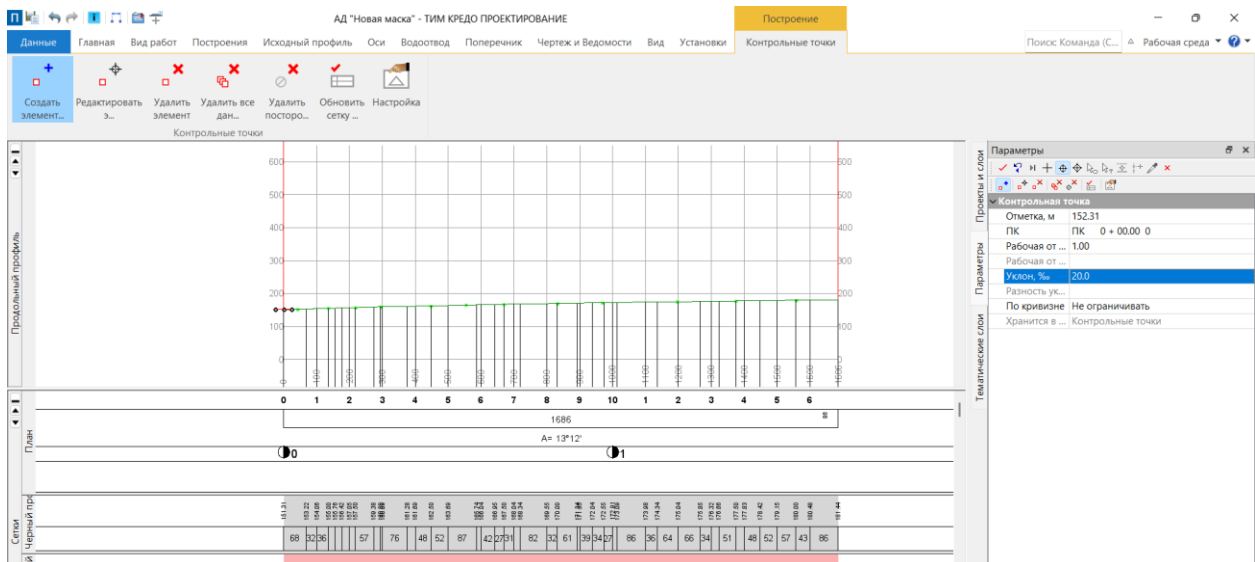 АД "Новая маска" - ТИМ КРЕДО ПРОЕКТИРОВАНИЕ
Построение
Данные Главная Вид работ Построения Исходный профиль Оси Водоотвод Поперечник Чертеж и Ведомости Вид Установки Контрольные точки
Поиск: Команда (C... Рабочая среда
Создать элемент...
Редактировать э...
Удалить элемент
Удалить все дан...
Удалить посторо...
Обновить сетку ...
Настройка
Контрольные точки
Продольный профиль
600 600
500 500
400 400
300 300
200 200
100 100
0 0
0 100 200 300 400 500 600 700 800 900 1000 1100 1200 1300 1400 1500 1600
0 1 2 3 4 5 6 7 8 9 10 1 2 3 4 5 6
1686
86
A= 13°12'
План
0 1
Сетки
Черный про
68 32 36 57 76 48 52 87 42 27 31 82 32 61 39 34 27 86 36 64 66 34 51 48 52 57 43 86
Проекты и слои
Параметры
Тематические слои
Параметры
Контрольная точка
Отметка, м 152.31
ПК ПК 0 + 00.00 0
Рабочая от ... 1.00
Рабочая от ...
Уклон, ‰ 20.0
Разность ук...
По кривизне Не ограничивать
Хранится в ... Контрольные точки